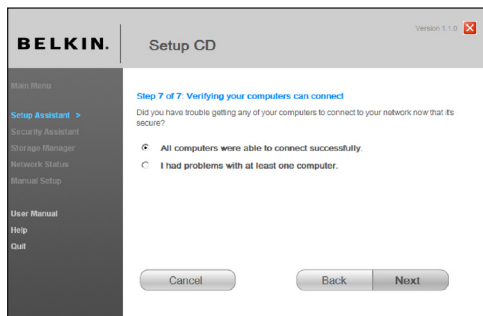 Version 1.1.0
BELKIN.
Setup CD
Main Menu
Setup Assistant >
Security Assistant
Storage Manager
Network Status
Manual Setup
User Manual
Help
Quit
Step 7 of 7: Verifying your computers can connect
Did you have trouble getting any of your computers to connect to your network now that it's
secure?
All computers were able to connect successfully.
I had problems with at least one computer.
Cancel
Back
Next